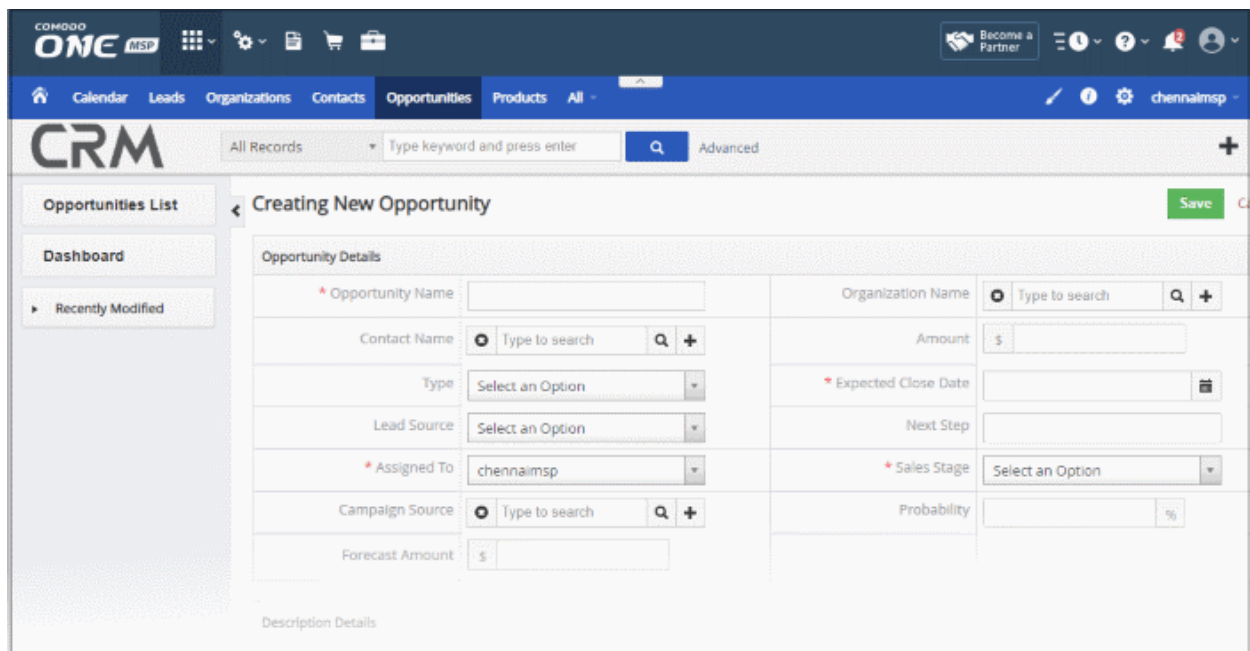 COMODO
ONE MSP
Become a
Partner
2
Calendar Leads Organizations Contacts Opportunities Products All
chennaimsp
CRM
All Records Type keyword and press enter Advanced
Opportunities List
Dashboard
Recently Modified
Creating New Opportunity Save
Opportunity Details
* Opportunity Name Organization Name Type to search
Contact Name Type to search Amount $
Type Select an Option * Expected Close Date
Lead Source Select an Option Next Step
* Assigned To chennaimsp * Sales Stage Select an Option
Campaign Source Type to search Probability %
Forecast Amount $
Description Details